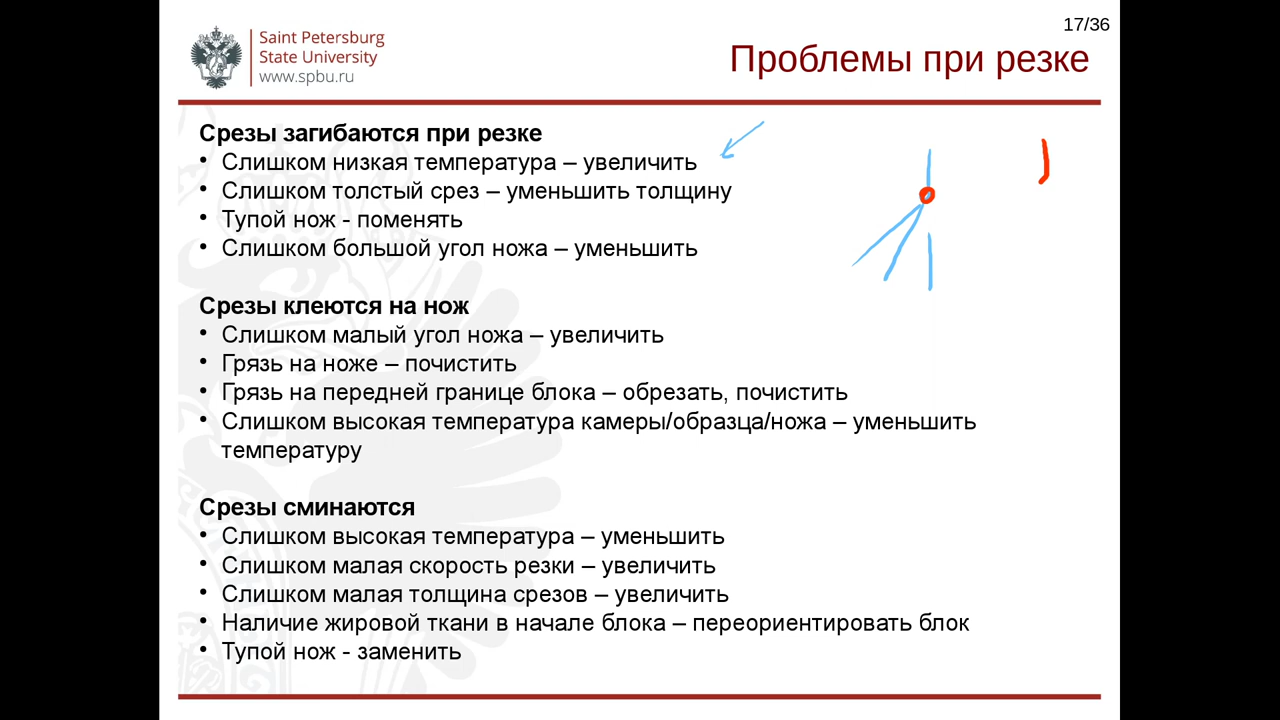 17/36
Saint Petersburg
State University
www.spbu.ru
Проблемы при резке
Срезы загибаются при резке
• Слишком низкая температура – увеличить
• Слишком толстый срез – уменьшить толщину
• Тупой нож - поменять
• Слишком большой угол ножа – уменьшить
Срезы клеются на нож
• Слишком малый угол ножа – увеличить
• Грязь на ноже – почистить
• Грязь на передней границе блока – обрезать, почистить
• Слишком высокая температура камеры/образца/ножа – уменьшить
температуру
Срезы сминаются
• Слишком высокая температура – уменьшить
• Слишком малая скорость резки – увеличить
• Слишком малая толщина срезов – увеличить
• Наличие жировой ткани в начале блока – переориентировать блок
• Тупой нож - заменить